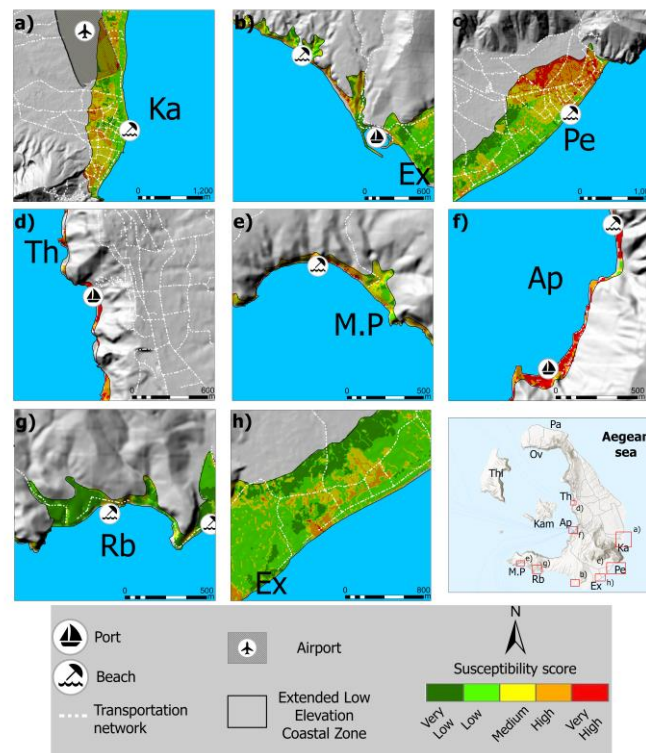 a)
Ka
0 1,200
m
b)
Ex
0 600
m
c)
Pe
0
m
d)
Th
0 600
m
e)
M.P
0 500
m
f)
Ap
0 800
m
g)
Rb
0 500
m
h)
Ex
0 800
m
Aegean
sea
Pa
Ov
Thi
Th
d)
Kam
Ap
f)
a)
Ka
e)
M.P
g)
Rb
b)
c)
Pe
Ex
h)
Port
Beach
Transportation
network
Airport
Extended Low
Elevation
Coastal Zone
N
Susceptibility score
Very
Low
Low
Medium
High
Very
High